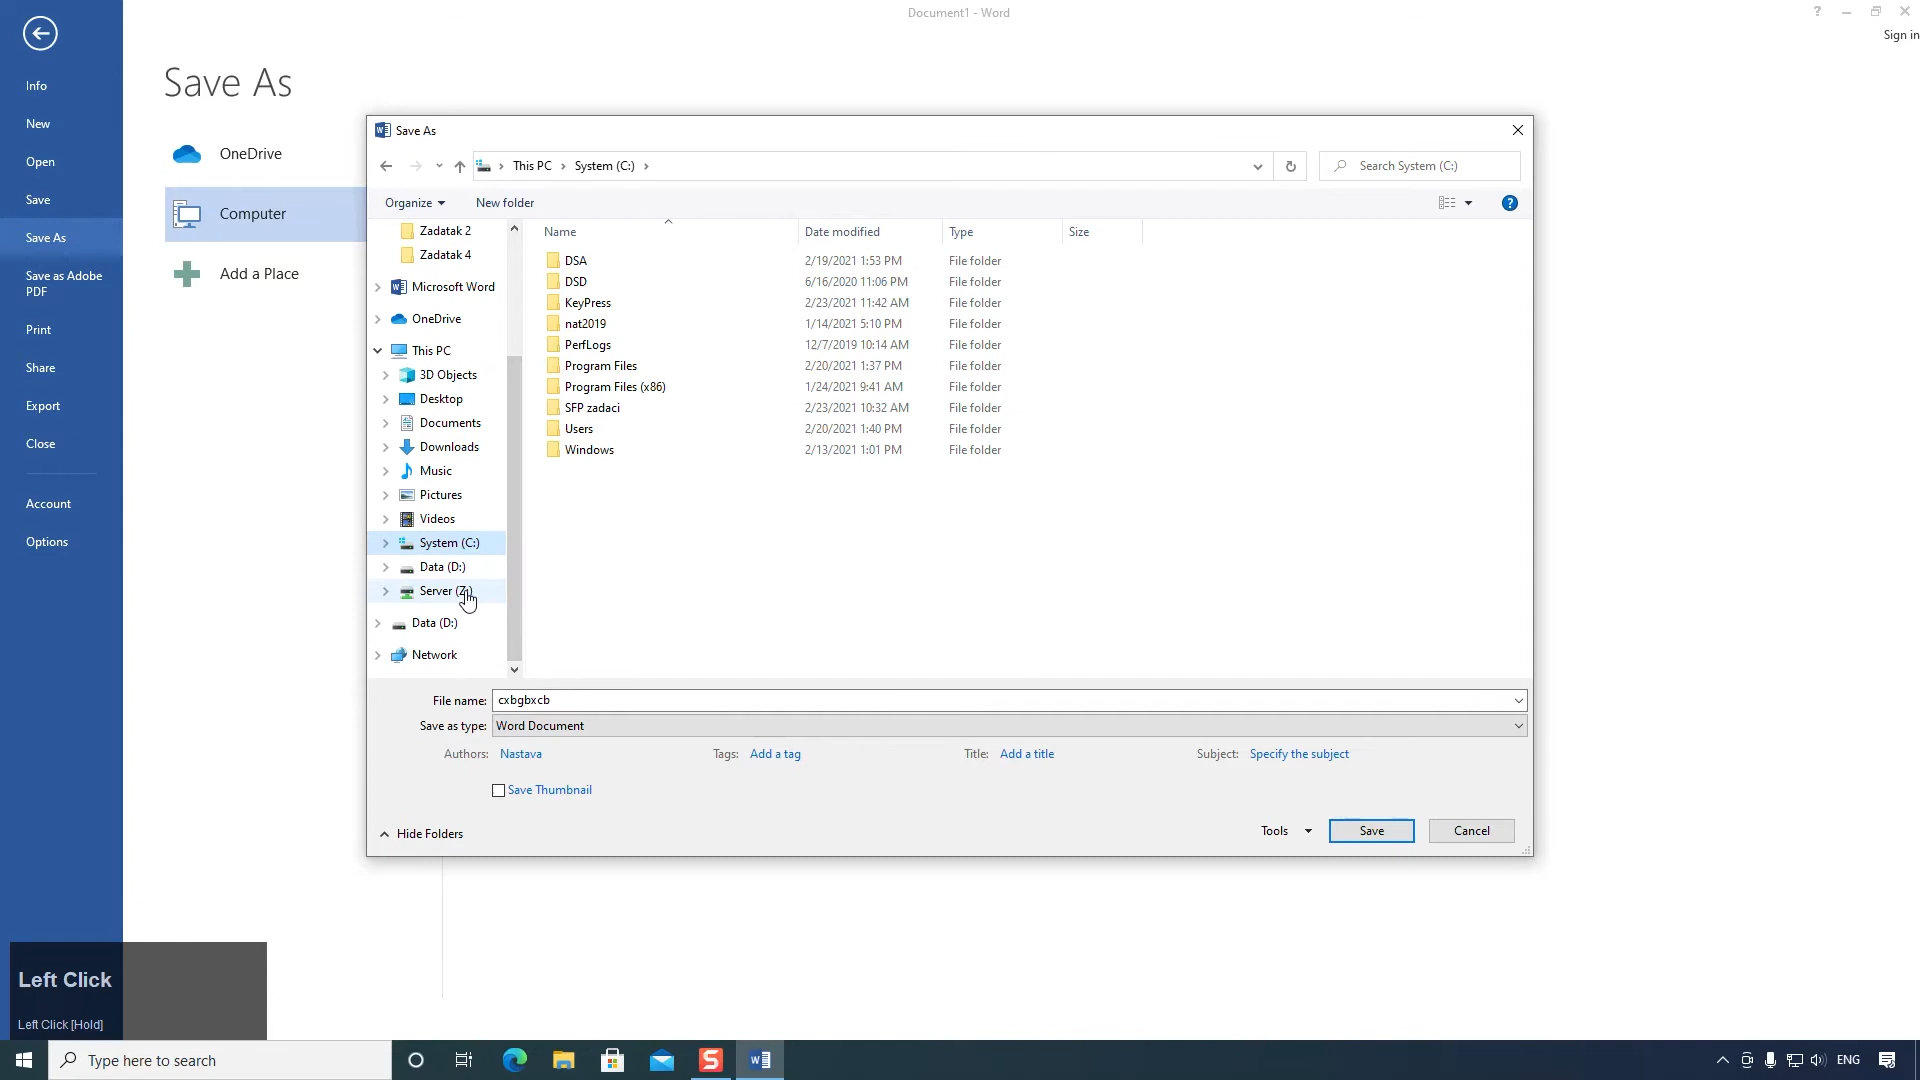 Document1 - Word
Sign in
Info
New
Open
Save
Save As
Save as Adobe
PDF
Print
Share
Export
Close
Account
Options
Save As
OneDrive
Computer
Add a Place
Save As
This PC
System (C:)
Search System (C:)
Organize
New folder
Zadatak 2
Zadatak 4
Microsoft Word
OneDrive
This PC
3D Objects
Desktop
Documents
Downloads
Music
Pictures
Videos
System (C:)
Data (D:)
Server (Z:)
Data (D:)
Network
Name Date modified Type Size
DSA 2/19/2021 1:53 PM File folder
DSD 6/16/2020 11:06 PM File folder
KeyPress 2/23/2021 11:42 AM File folder
nat2019 1/14/2021 5:10 PM File folder
PerfLogs 12/7/2019 10:14 AM File folder
Program Files 2/20/2021 1:37 PM File folder
Program Files (x86) 1/24/2021 9:41 AM File folder
SFP zadaci 2/23/2021 10:32 AM File folder
Users 2/20/2021 1:40 PM File folder
Windows 2/13/2021 1:01 PM File folder
File name: cxbgbxcb
Save as type: Word Document
Authors: Nastava Tags: Add a tag Title: Add a title Subject: Specify the subject
Save Thumbnail
Hide Folders
Tools
Save
Cancel
Left Click
Left Click [Hold]
Type here to search
ENG